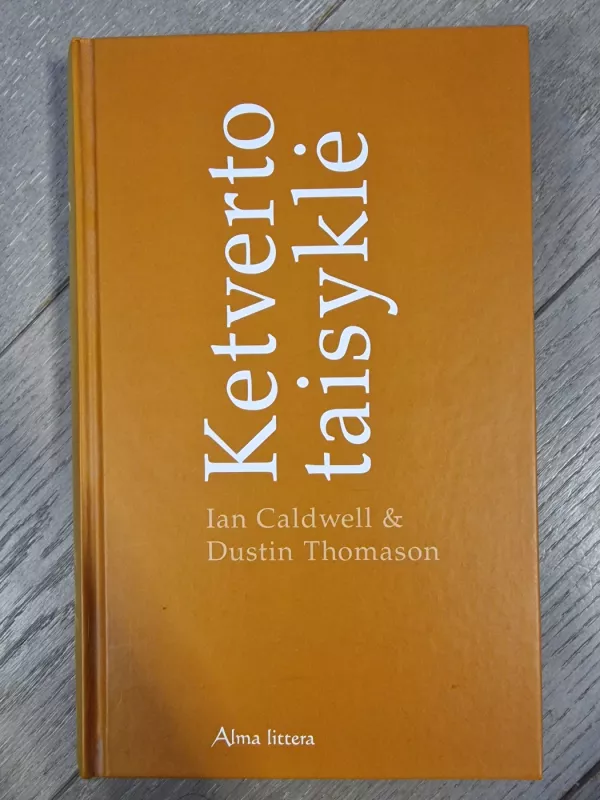 Ketverto
taisyklė
Ian Caldwell &
Dustin Thomason
Alma littera